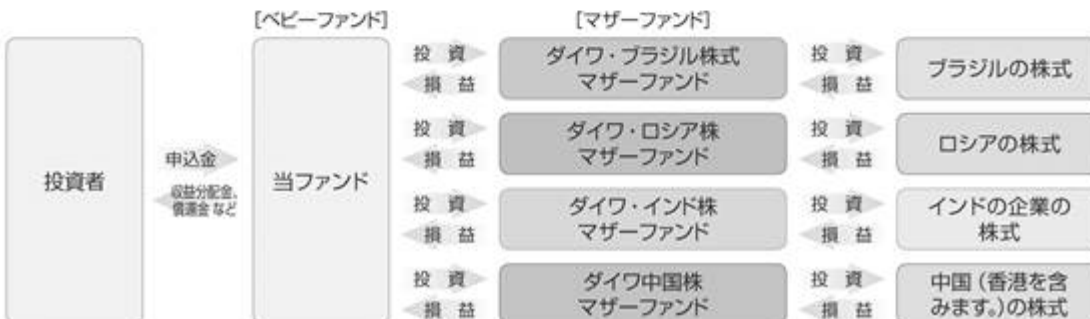 [ベビーファンド]
[マザーファンド]
投資者
申込金
収益分配金、
償還金 など
当ファンド
投 資
損 益
ダイワ・ブラジル株式
マザーファンド
投 資
損 益
ブラジルの株式
投 資
損 益
ダイワ・ロシア株
マザーファンド
投 資
損 益
ロシアの株式
投 資
損 益
ダイワ・インド株
マザーファンド
投 資
損 益
インドの企業の
株式
投 資
損 益
ダイワ中国株
マザーファンド
投 資
損 益
中国（香港を含
みます。）の株式